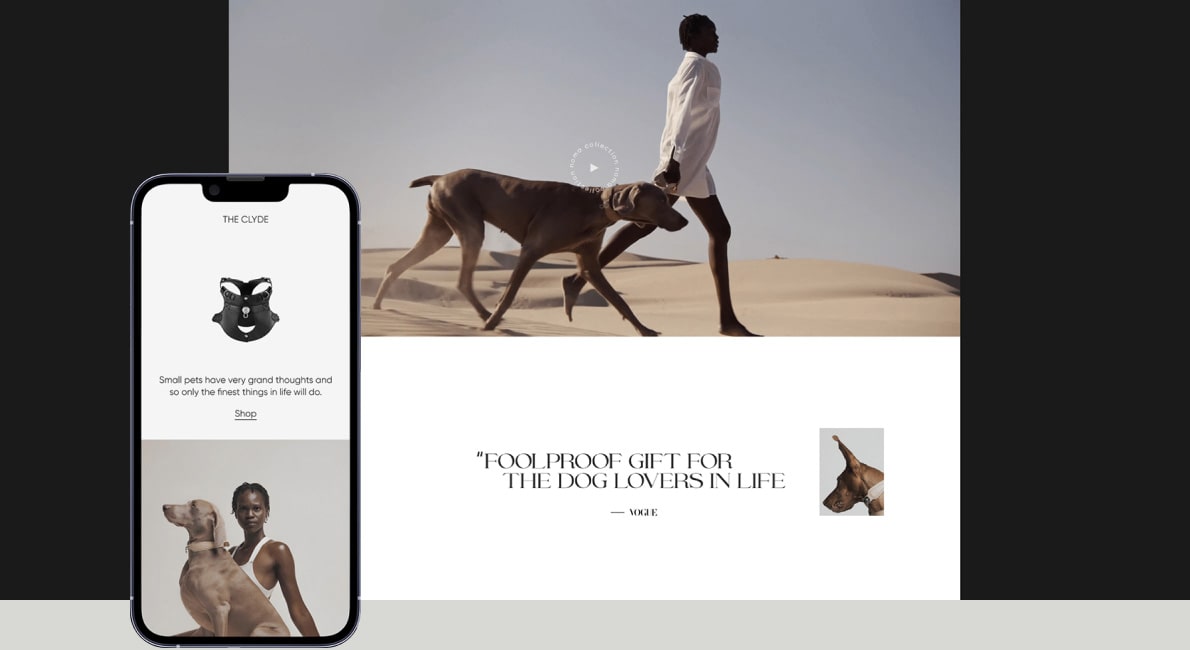 nomo collection nomo collection
THE CLYDE
Small pets have very grand thoughts and
so only the finest things in life will do.
Shop
"FOOLPROOF GIFT FOR
THE DOG LOVERS IN LIFE
— VOGUE